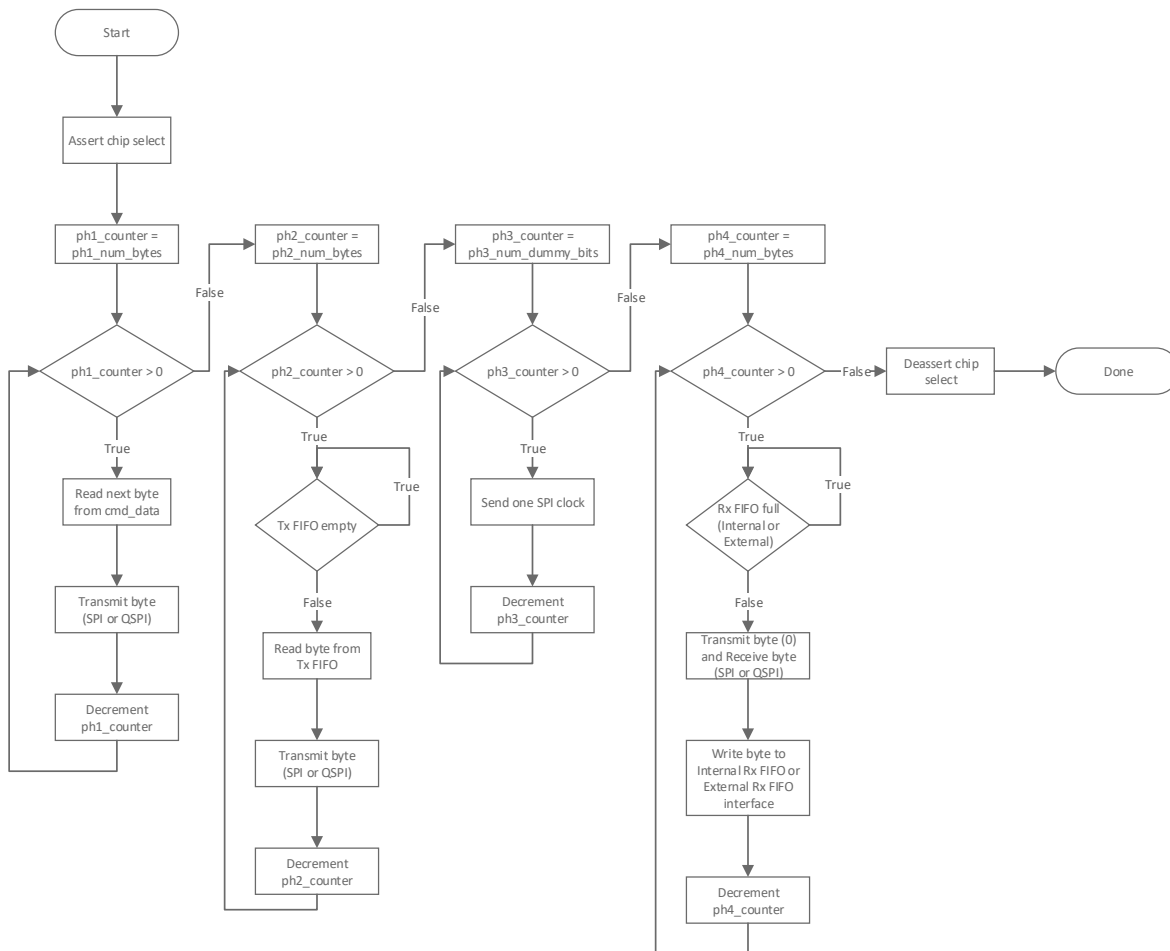 Start
Assert chip select
ph1_counter =
ph1_num_bytes
ph1_counter > 0
False
True
Read next byte
from cmd_data
Transmit byte
(SPI or QSPI)
Decrement
ph1_counter
ph2_counter =
ph2_num_bytes
ph2_counter > 0
False
True
True
Tx FIFO empty
False
Read byte from
Tx FIFO
Transmit byte
(SPI or QSPI)
Decrement
ph2_counter
ph3_counter =
ph3_num_dummy_bits
ph3_counter > 0
False
True
Send one SPI clock
Decrement
ph3_counter
ph4_counter =
ph4_num_bytes
ph4_counter > 0
False
True
True
Rx FIFO full
(Internal or
External)
False
Transmit byte (0)
and Receive byte
(SPI or QSPI)
Write byte to
Internal Rx FIFO or
External Rx FIFO
interface
Decrement
ph4_counter
Deassert chip
select
Done